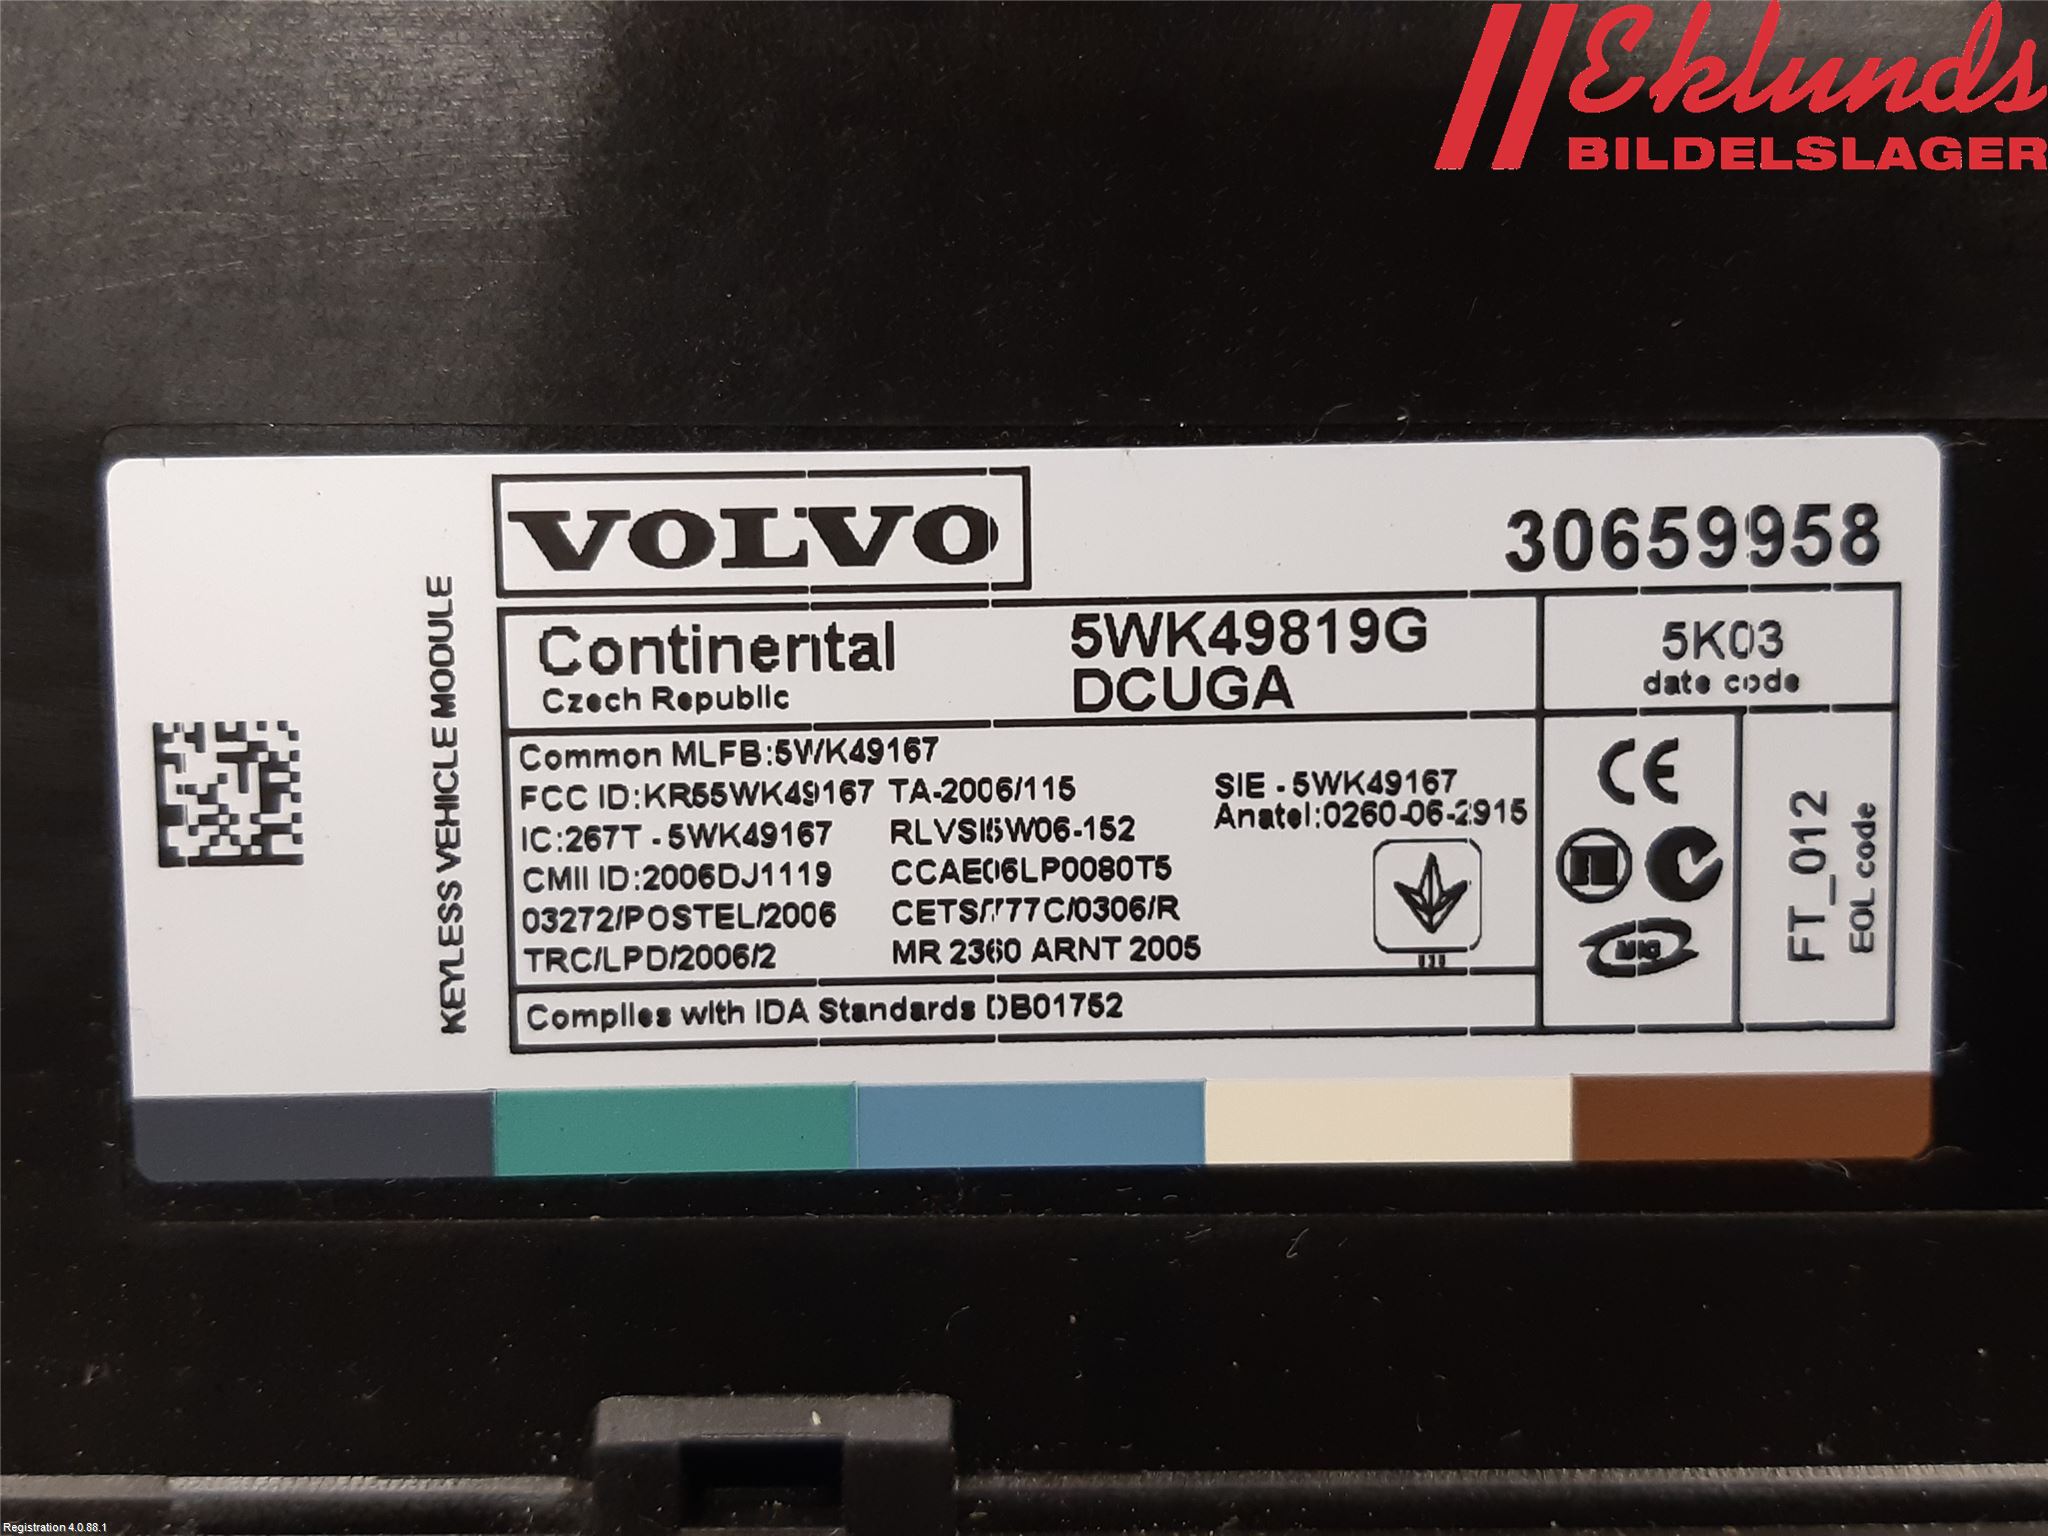 Eklunds
BILDELSLAGER
VOLVO
30659958
KEYLESS VEHICLE MODULE
Continental
Czech Republic
5WK49819G
DCUGA
5K03
date code
Common MLFB:5WK49167
FCC ID:KR55WK49167 TA-2006/115
SIE - 5WK49167
IC:267T - 5WK49167 RLVSI5W06-152
Anatel:0260-06-2915
CMII ID:2006DJ1119 CCAE06LP0080T5
03272/POSTEL/2006 CETS/777C/0306/R
TRC/LPD/2006/2 MR 2360 ARNT 2005
Complies with IDA Standards DB01752
CE
FT_012
EOL code
Registration 4.0.88.1